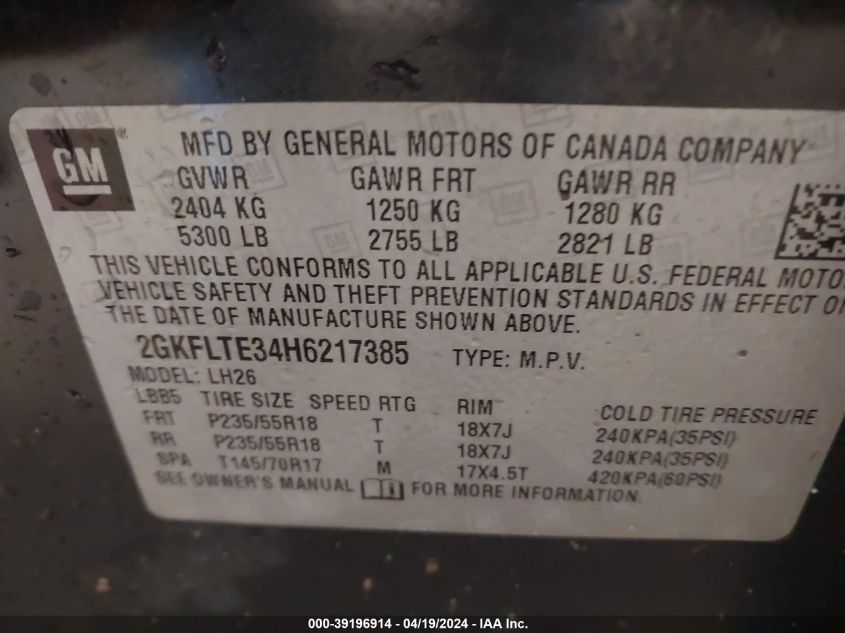 GM®
MFD BY GENERAL MOTORS OF CANADA COMPANY
GVWR GAWR FRT GAWR RR
2404 KG 1250 KG 1280 KG
5300 LB 2755 LB 2821 LB
THIS VEHICLE CONFORMS TO ALL APPLICABLE U.S. FEDERAL MOTO
VEHICLE SAFETY AND THEFT PREVENTION STANDARDS IN EFFECT ON
THE DATE OF MANUFACTURE SHOWN ABOVE.
2GKFLTE34H6217385 TYPE: M.P.V.
MODEL: LH26
LBB5 TIRE SIZE SPEED RTG RIM COLD TIRE PRESSURE
FRT P235/55R18 T 18X7J 240KPA(35PSI)
RR P235/55R18 T 18X7J 240KPA(35PSI)
SPA T145/70R17 M 17X4.5T 420KPA(60PSI)
SEE OWNER'S MANUAL FOR MORE INFORMATION.
000-39196914 - 04/19/2024 - IAA Inc.